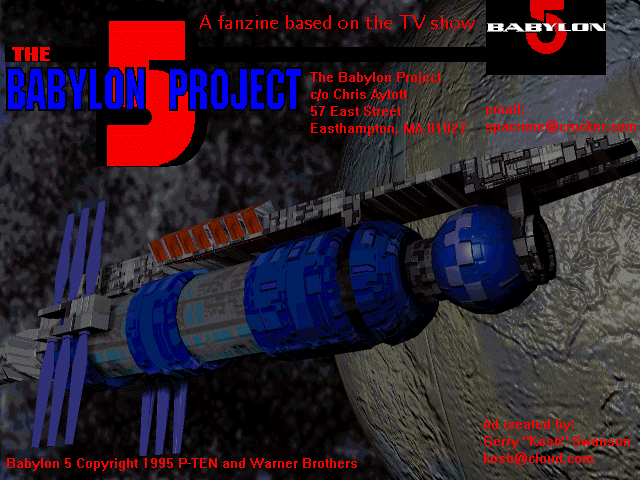 A fanzine based on the TV show
BABYLON 5
THE
BABYLON 5 PROJECT
The Babylon Project
c/o Chris Aylott
57 East Street
Easthampton, MA 01027
email:
spacrime@crocker.com
Ad created by:
Gerry "Kosh" Swanson
kosh@cloud.com
Babylon 5 Copyright 1995 P-TEN and Warner Brothers